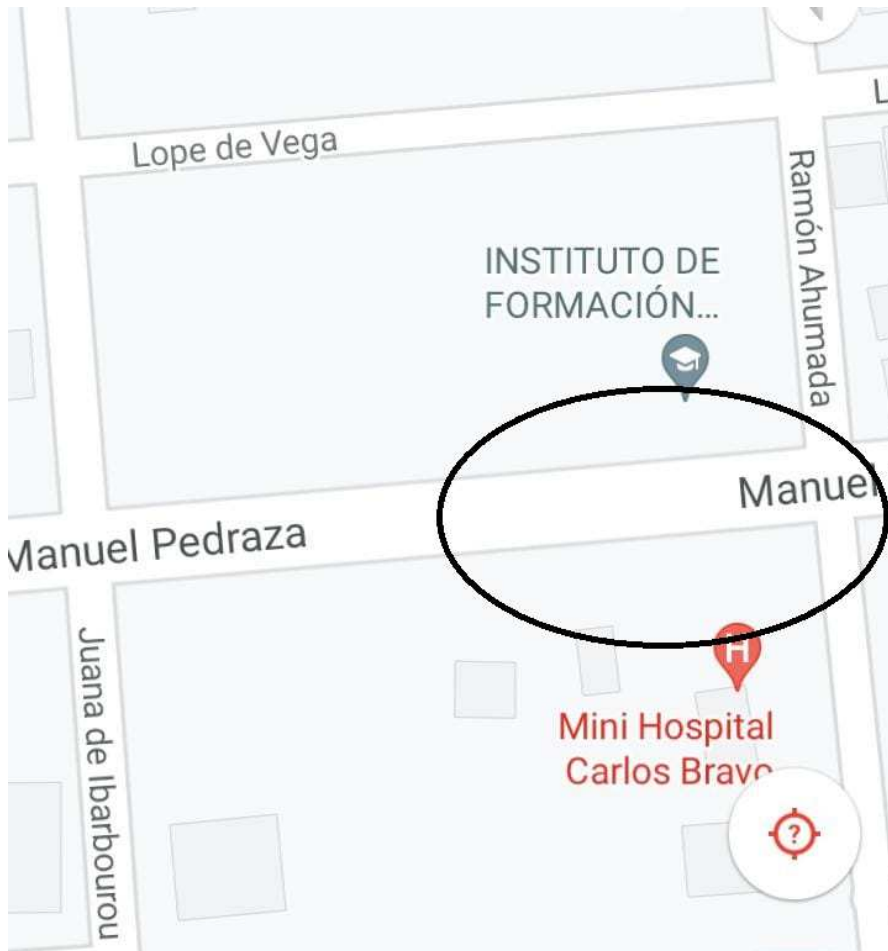 L
Lope de Vega
Ramón Ahumada
INSTITUTO DE
FORMACIÓN...
Manuel
Manuel Pedraza
Juana de Ibarbourou
H
Mini Hospital
Carlos Bravo
?